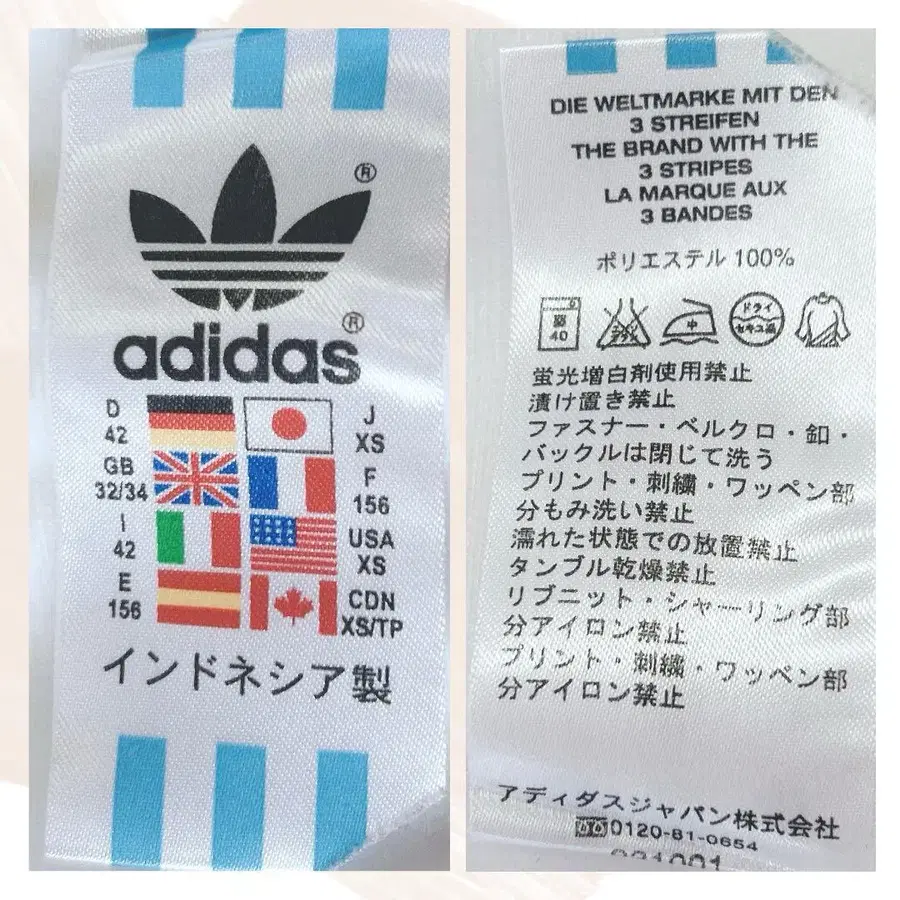 ®
adidas®
D
42
J
XS
GB
32/34
F
156
I
42
USA
XS
E
156
CDN
XS/TP
インドネシア製
DIE WELTMARKE MIT DEN
3 STREIFEN
THE BRAND WITH THE
3 STRIPES
LA MARQUE AUX
3 BANDES
ポリエステル 100%
40
中
ドライ
セキユ系
蛍光増白剤使用禁止
漬け置き禁止
ファスナー・ベルクロ・釦・
バックルは閉じて洗う
プリント・刺繍・ワッペン部
分もみ洗い禁止
濡れた状態での放置禁止
タンブル乾燥禁止
リブニット・シャーリング部
分アイロン禁止
プリント・刺繍・ワッペン部
分アイロン禁止
アディダスジャパン株式会社
0120-81-0654